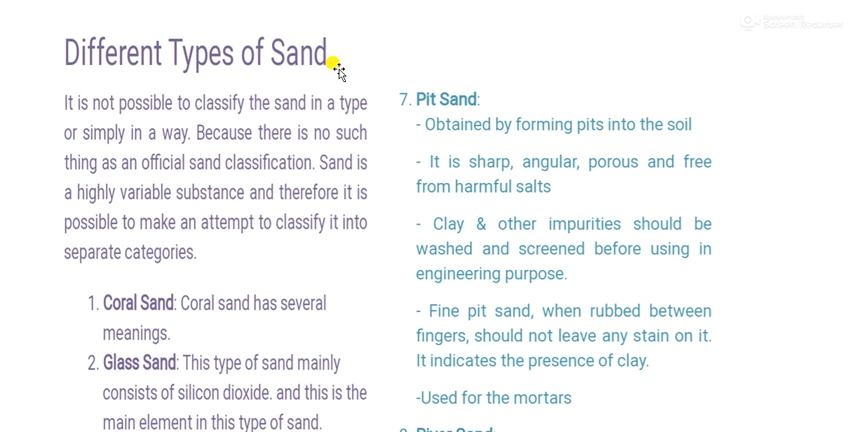 Different Types of Sand
It is not possible to classify the sand in a type
or simply in a way. Because there is no such
thing as an official sand classification. Sand is
a highly variable substance and therefore it is
possible to make an attempt to classify it into
separate categories.
1. Coral Sand: Coral sand has several
meanings.
2. Glass Sand: This type of sand mainly
consists of silicon dioxide. and this is the
main element in this type of sand.
7. Pit Sand:
- Obtained by forming pits into the soil
- It is sharp, angular, porous and free
from harmful salts
- Clay & other impurities should be
washed and screened before using in
engineering purpose.
- Fine pit sand, when rubbed between
fingers, should not leave any stain on it.
It indicates the presence of clay.
-Used for the mortars
River Sand
Screen Recorder